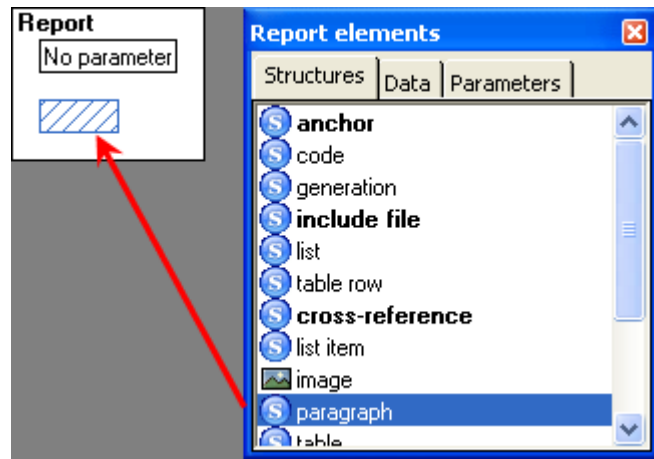 Report
No parameter
Report elements
Structures Data Parameters
anchor
code
generation
include file
list
table row
cross-reference
list item
image
paragraph
table